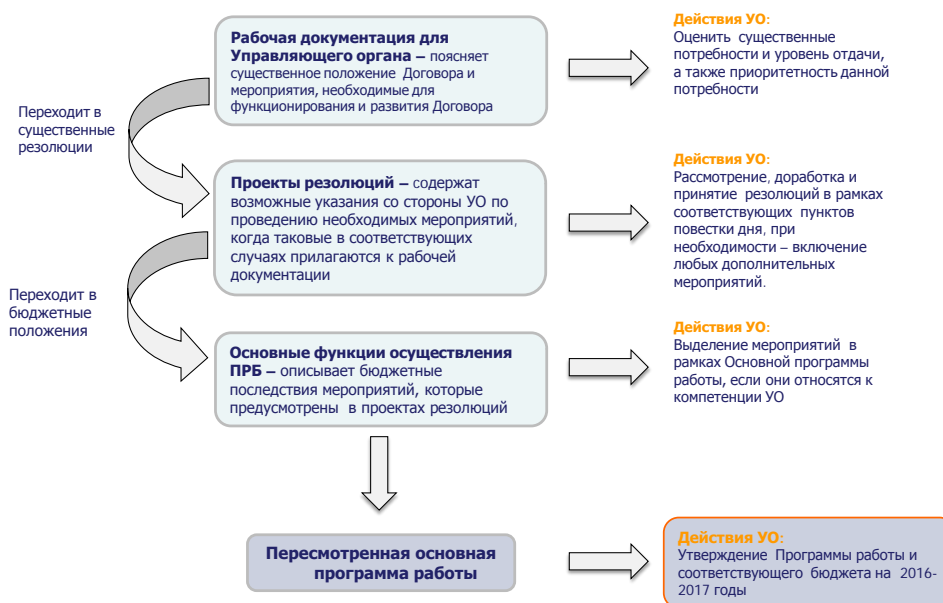 Рабочая документация для
Управляющего органа – поясняет
существенное положение Договора и
мероприятия, необходимые для
функционирования и развития Договора
Действия УО:
Оценить существенные
потребности и уровень отдачи,
а также приоритетность данной
потребности
Переходит в
существенные
резолюции
Проекты резолюций – содержат
возможные указания со стороны УО по
проведению необходимых мероприятий,
когда таковые в соответствующих
случаях прилагаются к рабочей
документации
Действия УО:
Рассмотрение, доработка и
принятие резолюций в рамках
соответствующих пунктов
повестки дня, при
необходимости – включение
любых дополнительных
мероприятий.
Переходит в
бюджетные
положения
Основные функции осуществления
ПРБ – описывает бюджетные
последствия мероприятий, которые
предусмотрены в проектах резолюций
Действия УО:
Выделение мероприятий в
рамках Основной программы
работы, если они относятся к
компетенции УО
Пересмотренная основная
программа работы
Действия УО:
Утверждение Программы работы и
соответствующего бюджета на 2016-
2017 годы